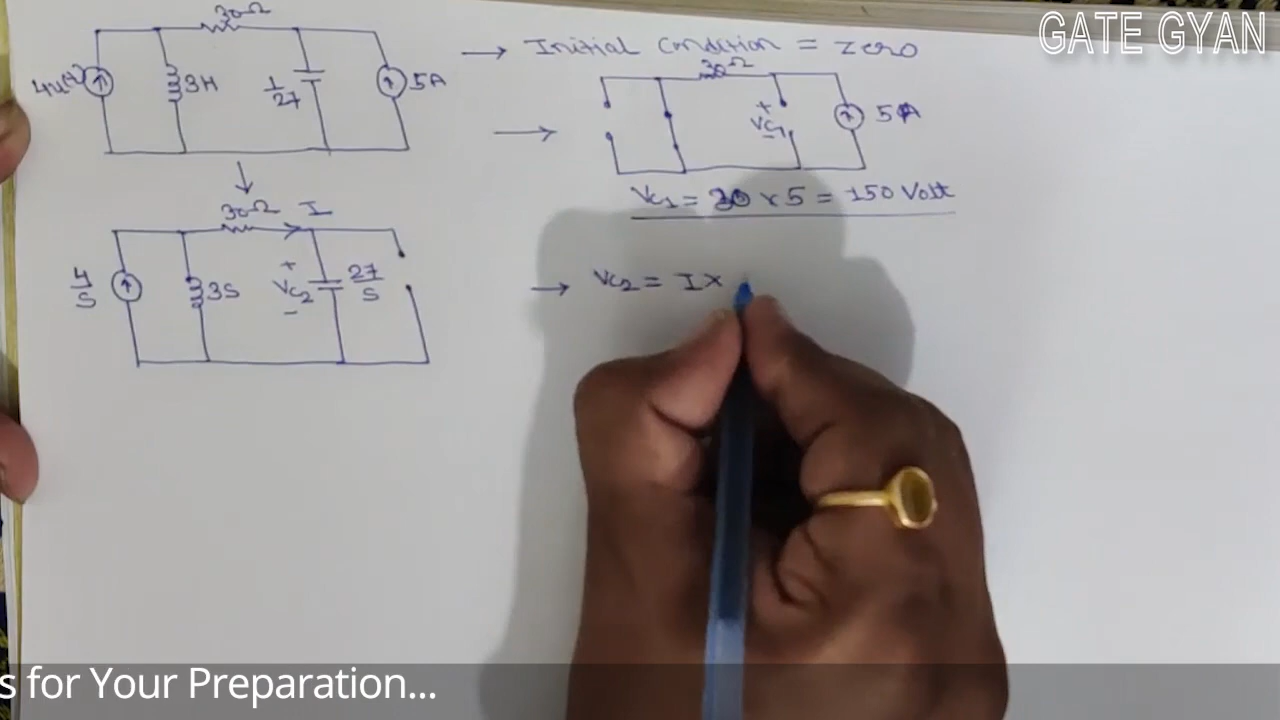 GATE GYAN
30Ω
4u(t) 3H 1/27 5A
→ Initial Condition = Zero
30Ω
→ + Vc1 - 5A
Vc1 = 30 x 5 = 150 Volt
30Ω I
4/S 3S + Vc2 - 27/S
→ Vc2 = I x
s for Your Preparation...